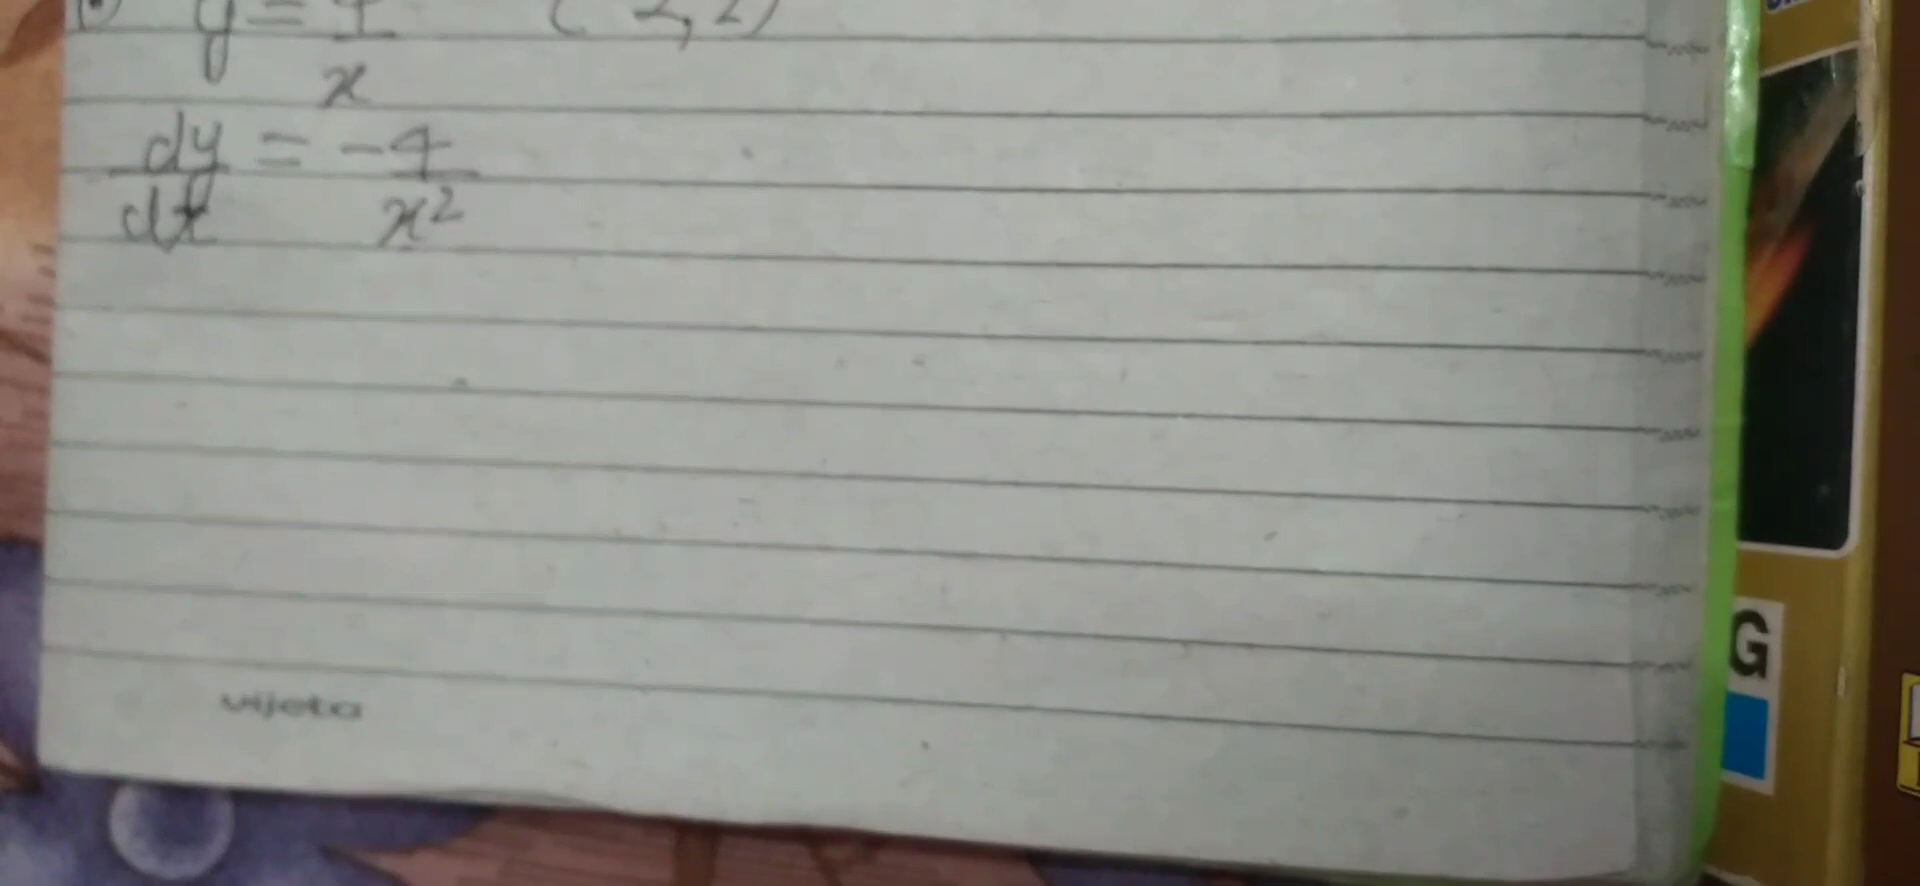 y = 4/x (2,2)
dy/dx = -4/x²
vijeta
G